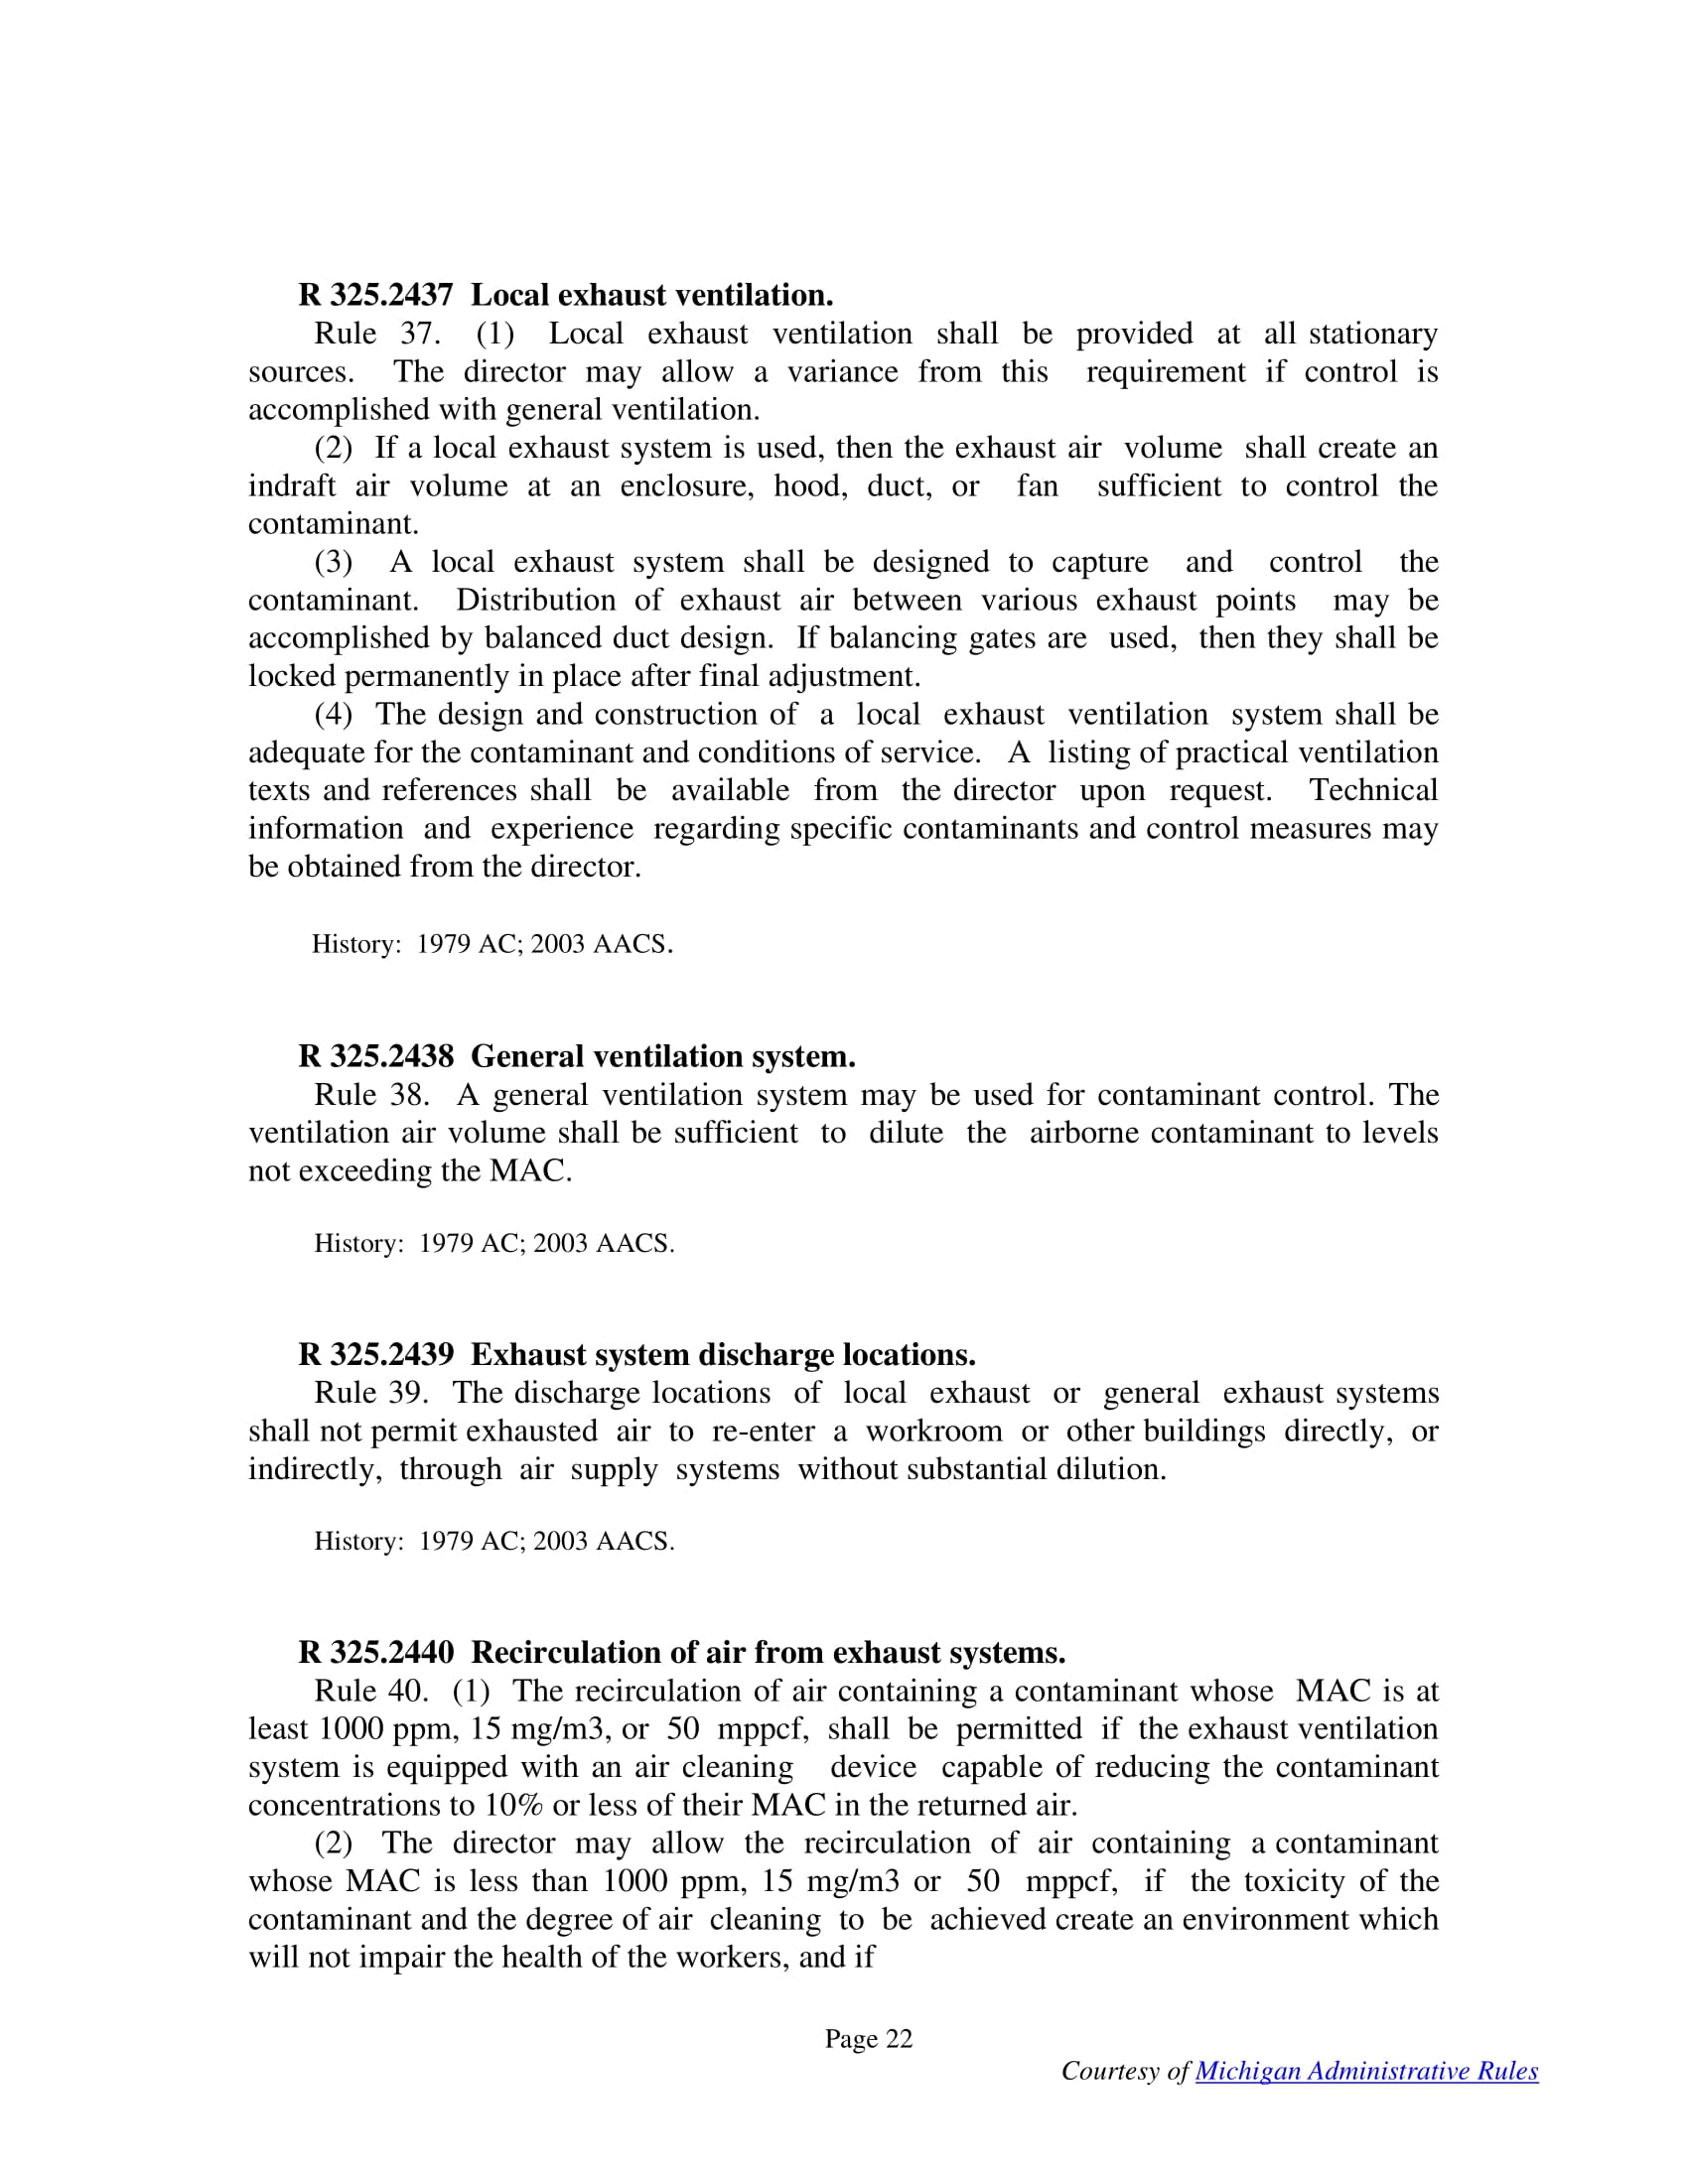 R 325.2437 Local exhaust ventilation.
Rule 37. (1) Local exhaust ventilation shall be provided at all stationary
sources. The director may allow a variance from this requirement if control is
accomplished with general ventilation.
(2) If a local exhaust system is used, then the exhaust air volume shall create an
indraft air volume at an enclosure, hood, duct, or fan sufficient to control the
contaminant.
(3) A local exhaust system shall be designed to capture and control the
contaminant. Distribution of exhaust air between various exhaust points may be
accomplished by balanced duct design. If balancing gates are used, then they shall be
locked permanently in place after final adjustment.
(4) The design and construction of a local exhaust ventilation system shall be
adequate for the contaminant and conditions of service. A listing of practical ventilation
texts and references shall be available from the director upon request. Technical
information and experience regarding specific contaminants and control measures may
be obtained from the director.
History: 1979 AC; 2003 AACS.
R 325.2438 General ventilation system.
Rule 38. A general ventilation system may be used for contaminant control. The
ventilation air volume shall be sufficient to dilute the airborne contaminant to levels
not exceeding the MAC.
History: 1979 AC; 2003 AACS.
R 325.2439 Exhaust system discharge locations.
Rule 39. The discharge locations of local exhaust or general exhaust systems
shall not permit exhausted air to re-enter a workroom or other buildings directly, or
indirectly, through air supply systems without substantial dilution.
History: 1979 AC; 2003 AACS.
R 325.2440 Recirculation of air from exhaust systems.
Rule 40. (1) The recirculation of air containing a contaminant whose MAC is at
least 1000 ppm, 15 mg/m3, or 50 mppcf, shall be permitted if the exhaust ventilation
system is equipped with an air cleaning device capable of reducing the contaminant
concentrations to 10% or less of their MAC in the returned air.
(2) The director may allow the recirculation of air containing a contaminant
whose MAC is less than 1000 ppm, 15 mg/m3 or 50 mppcf, if the toxicity of the
contaminant and the degree of air cleaning to be achieved create an environment which
will not impair the health of the workers, and if
Page 22
Courtesy of Michigan Administrative Rules